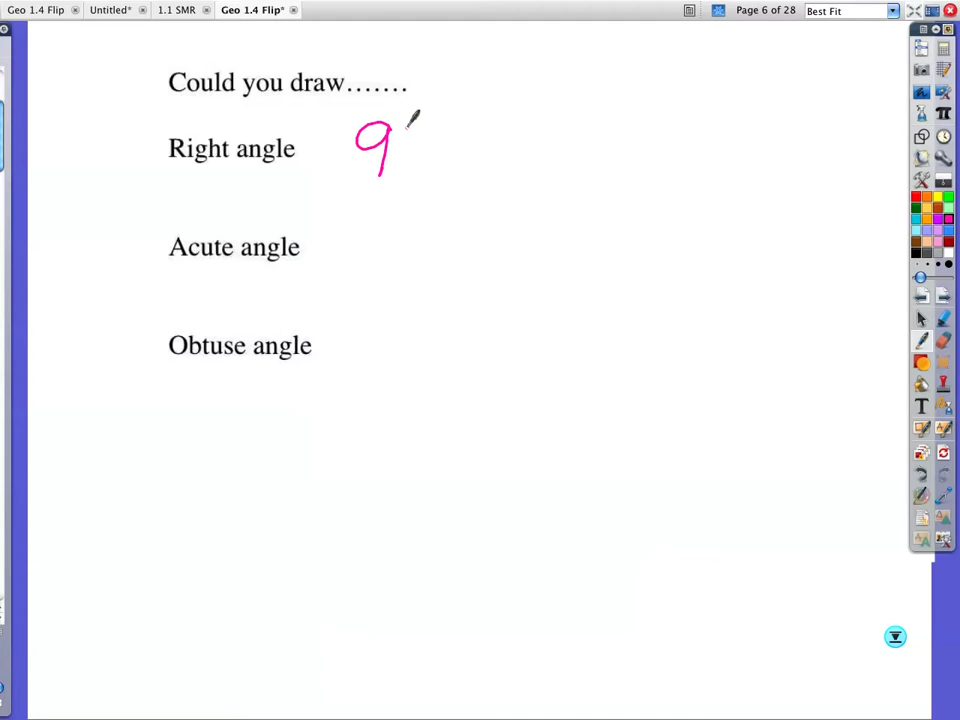 Geo 1.4 Flip Untitled* 1.1 SMR Geo 1.4 Flip* Page 6 of 28 Best Fit
Could you draw.......
Right angle 9
Acute angle
Obtuse angle